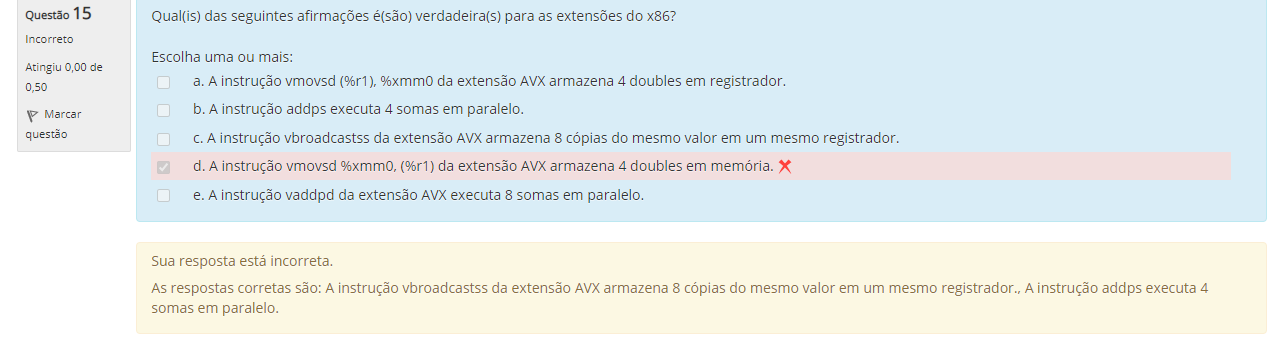 Questão 15
Incorreto
Atingiu 0,00 de
0,50
Marcar
questão
Qual(is) das seguintes afirmações é(são) verdadeira(s) para as extensões do x86?
Escolha uma ou mais:
a. A instrução vmovsd (%r1), %xmm0 da extensão AVX armazena 4 doubles em registrador.
b. A instrução addps executa 4 somas em paralelo.
c. A instrução vbroadcastss da extensão AVX armazena 8 cópias do mesmo valor em um mesmo registrador.
d. A instrução vmovsd %xmm0, (%r1) da extensão AVX armazena 4 doubles em memória.
e. A instrução vaddpd da extensão AVX executa 8 somas em paralelo.
Sua resposta está incorreta.
As respostas corretas são: A instrução vbroadcastss da extensão AVX armazena 8 cópias do mesmo valor em um mesmo registrador., A instrução addps executa 4
somas em paralelo.